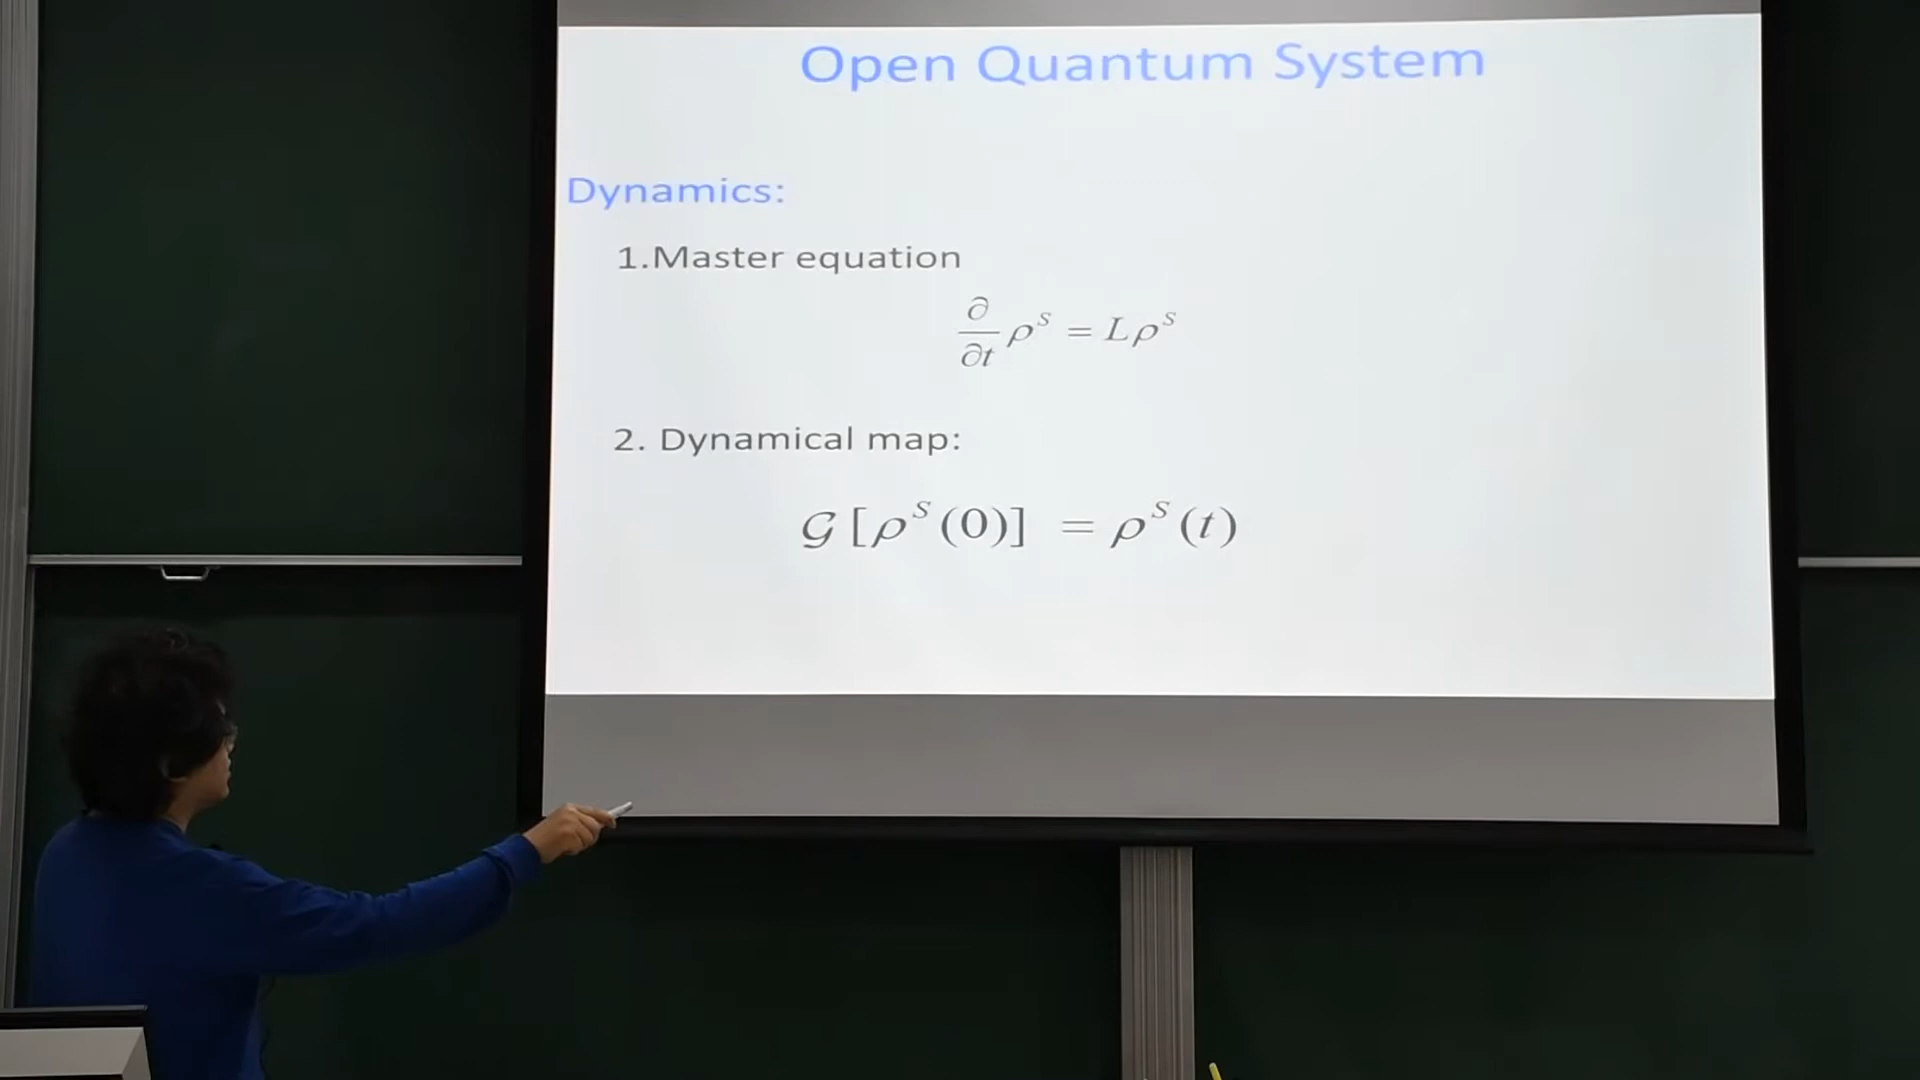 Open Quantum System
Dynamics:
1.Master equation
∂/∂t ρ^S = Lρ^S
2. Dynamical map:
𝒢[ρ^S(0)] = ρ^S(t)